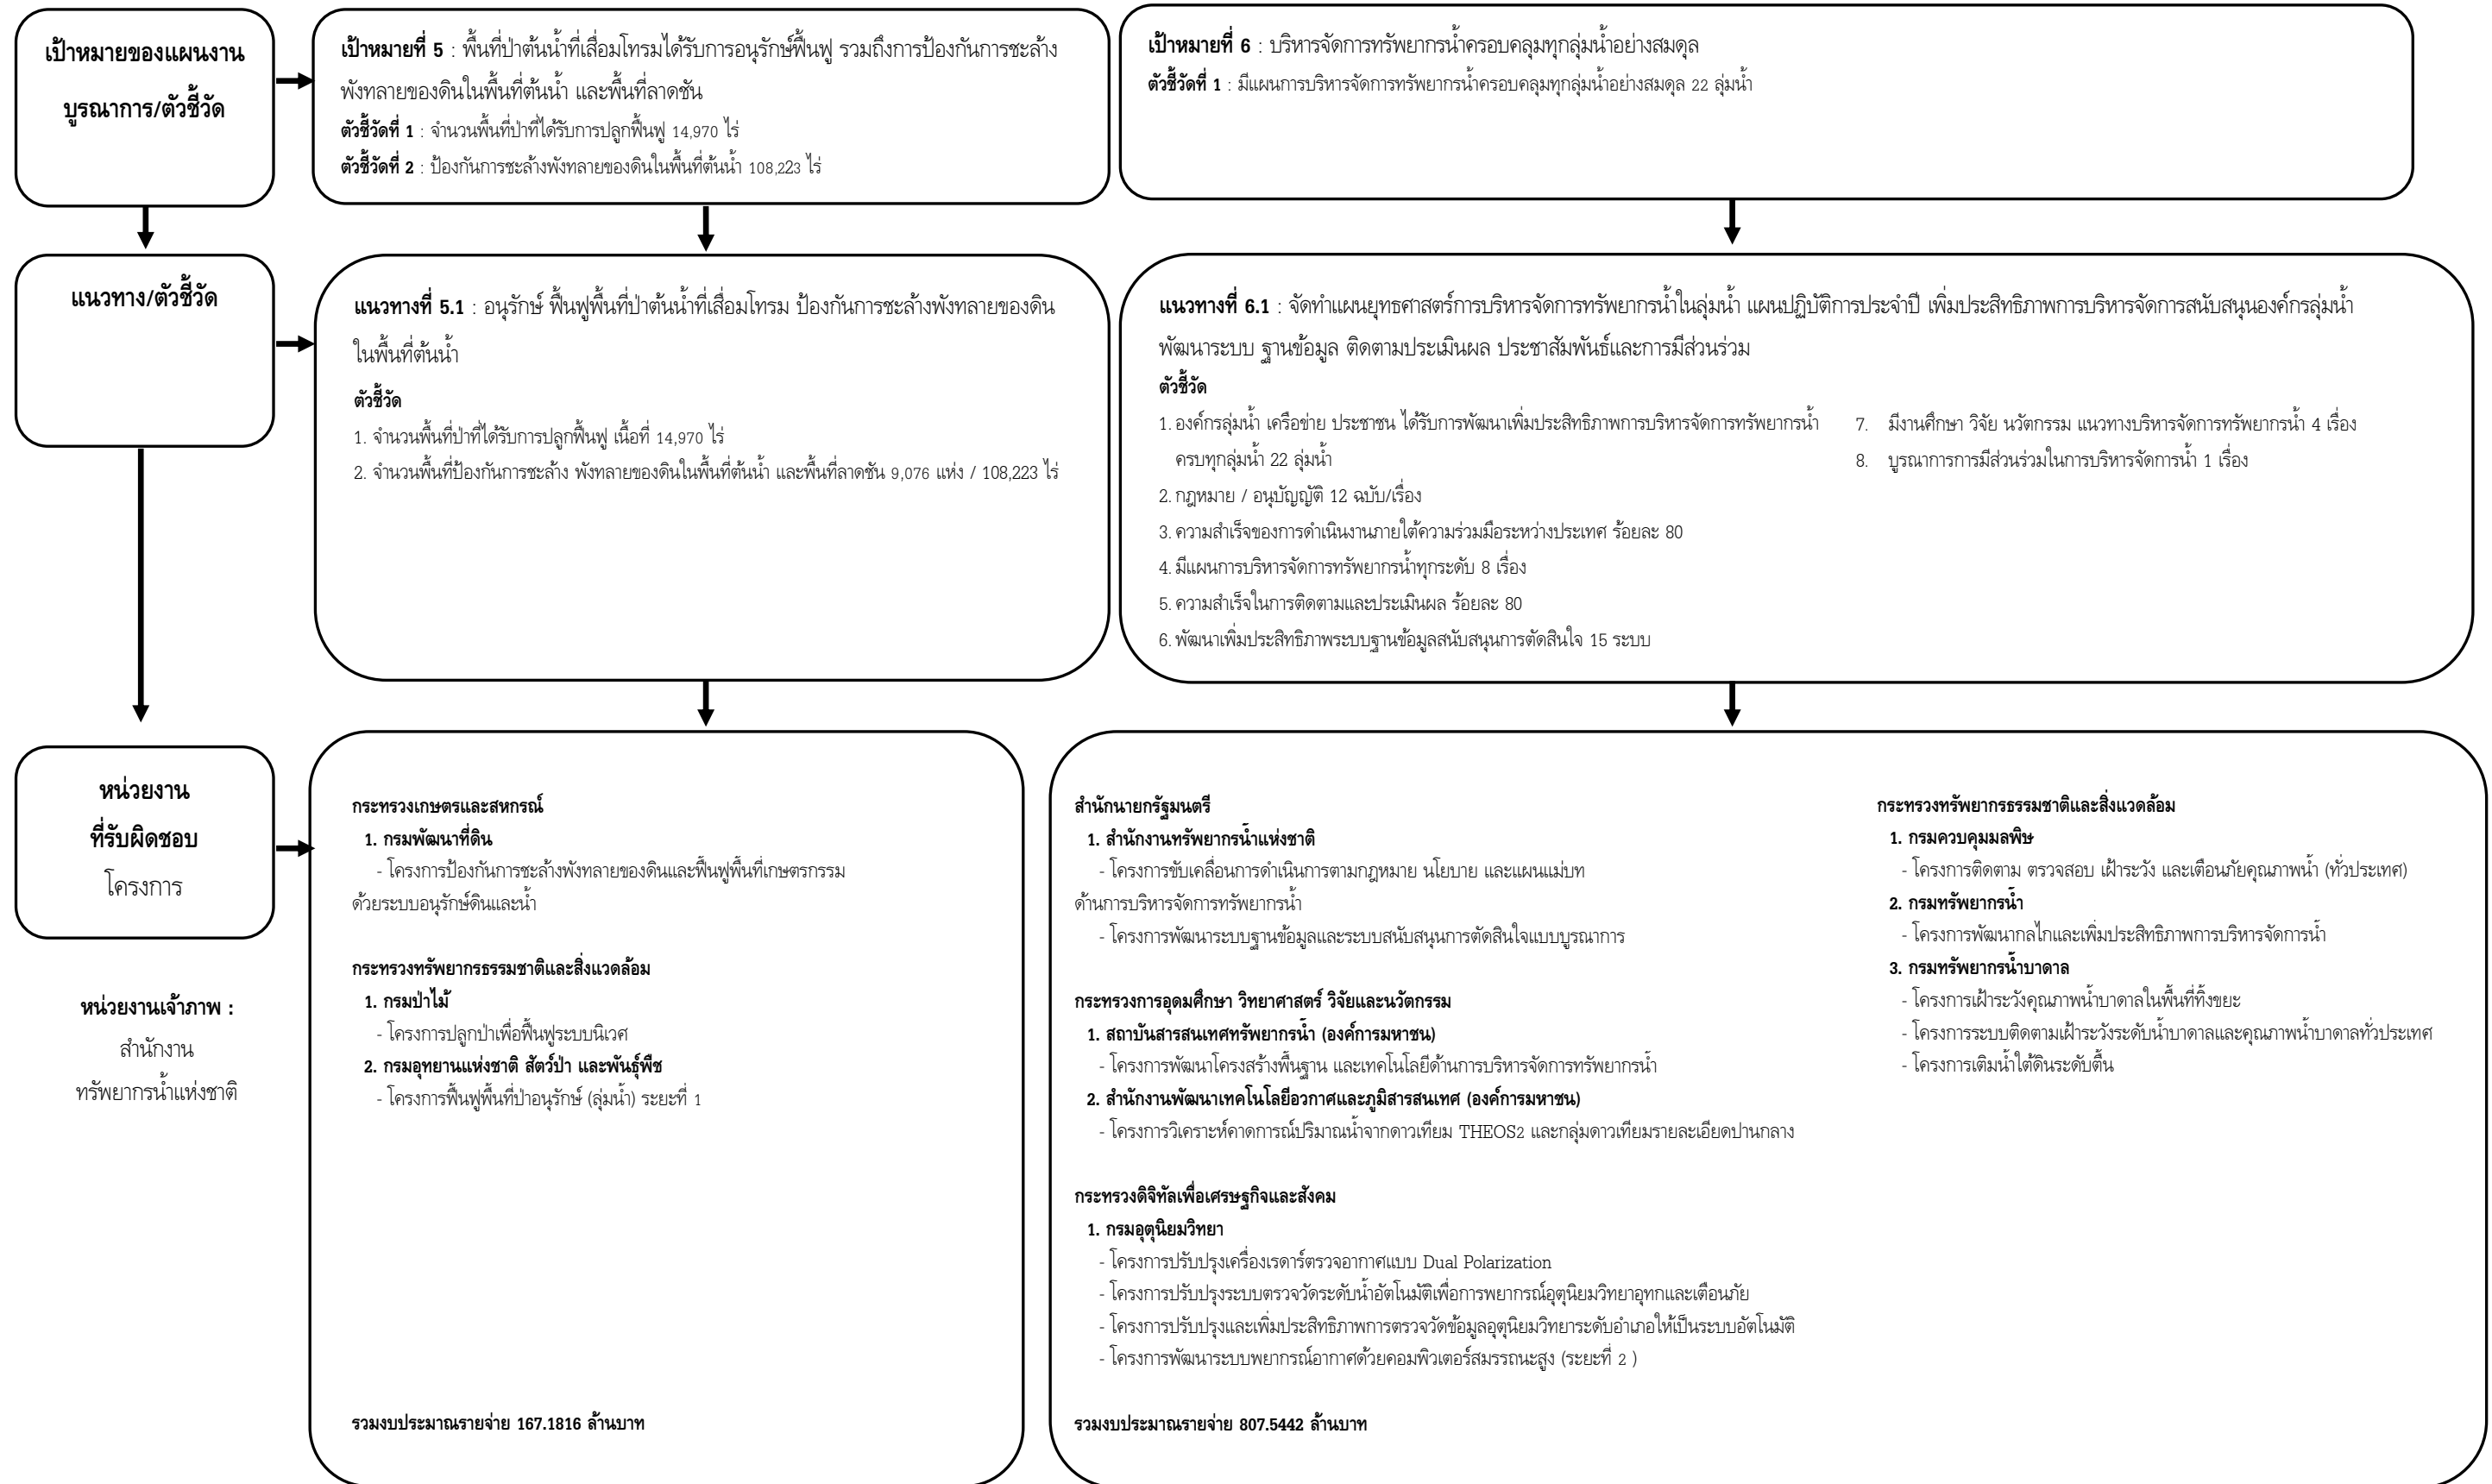 เป้าหมายของแผนงาน
บูรณาการ/ตัวชี้วัด
เป้าหมายที่ 5 : พื้นที่ป่าต้นน้ำที่เสื่อมโทรมได้รับการอนุรักษ์ฟื้นฟู รวมถึงการป้องกันการชะล้าง
พังทลายของดินในพื้นที่ต้นน้ำ และพื้นที่ลาดชัน
ตัวชี้วัดที่ 1 : จำนวนพื้นที่ป่าที่ได้รับการปลูกฟื้นฟู 14,970 ไร่
ตัวชี้วัดที่ 2 : ป้องกันการชะล้างพังทลายของดินในพื้นที่ต้นน้ำ 108,223 ไร่
เป้าหมายที่ 6 : บริหารจัดการทรัพยากรน้ำครอบคลุมทุกลุ่มน้ำอย่างสมดุล
ตัวชี้วัดที่ 1 : มีแผนการบริหารจัดการทรัพยากรน้ำครอบคลุมทุกลุ่มน้ำอย่างสมดุล 22 ลุ่มน้ำ
แนวทาง/ตัวชี้วัด
แนวทางที่ 5.1 : อนุรักษ์ ฟื้นฟูพื้นที่ป่าต้นน้ำที่เสื่อมโทรม ป้องกันการชะล้างพังทลายของดิน
ในพื้นที่ต้นน้ำ
ตัวชี้วัด
1. จำนวนพื้นที่ป่าที่ได้รับการปลูกฟื้นฟู เนื้อที่ 14,970 ไร่
2. จำนวนพื้นที่ป้องกันการชะล้าง พังทลายของดินในพื้นที่ต้นน้ำ และพื้นที่ลาดชัน 9,076 แห่ง / 108,223 ไร่
แนวทางที่ 6.1 : จัดทำแผนยุทธศาสตร์การบริหารจัดการทรัพยากรน้ำในลุ่มน้ำ แผนปฏิบัติการประจำปี เพิ่มประสิทธิภาพการบริหารจัดการสนับสนุนองค์กรลุ่มน้ำ
พัฒนาระบบ ฐานข้อมูล ติดตามประเมินผล ประชาสัมพันธ์และการมีส่วนร่วม
ตัวชี้วัด
1. องค์กรลุ่มน้ำ เครือข่าย ประชาชน ได้รับการพัฒนาเพิ่มประสิทธิภาพการบริหารจัดการทรัพยากรน้ำ
ครบทุกลุ่มน้ำ 22 ลุ่มน้ำ
2. กฎหมาย / อนุบัญญัติ 12 ฉบับ/เรื่อง
3. ความสำเร็จของการดำเนินงานภายใต้ความร่วมมือระหว่างประเทศ ร้อยละ 80
4. มีแผนการบริหารจัดการทรัพยากรน้ำทุกระดับ 8 เรื่อง
5. ความสำเร็จในการติดตามและประเมินผล ร้อยละ 80
6. พัฒนาเพิ่มประสิทธิภาพระบบฐานข้อมูลสนับสนุนการตัดสินใจ 15 ระบบ
7. มีงานศึกษา วิจัย นวัตกรรม แนวทางบริหารจัดการทรัพยากรน้ำ 4 เรื่อง
8. บูรณาการการมีส่วนร่วมในการบริหารจัดการน้ำ 1 เรื่อง
หน่วยงาน
ที่รับผิดชอบ
โครงการ
หน่วยงานเจ้าภาพ :
สำนักงาน
ทรัพยากรน้ำแห่งชาติ
กระทรวงเกษตรและสหกรณ์
1. กรมพัฒนาที่ดิน
- โครงการป้องกันการชะล้างพังทลายของดินและฟื้นฟูพื้นที่เกษตรกรรม
ด้วยระบบอนุรักษ์ดินและน้ำ
กระทรวงทรัพยากรธรรมชาติและสิ่งแวดล้อม
1. กรมป่าไม้
- โครงการปลูกป่าเพื่อฟื้นฟูระบบนิเวศ
2. กรมอุทยานแห่งชาติ สัตว์ป่า และพันธุ์พืช
- โครงการฟื้นฟูพื้นที่ป่าอนุรักษ์ (ลุ่มน้ำ) ระยะที่ 1
รวมงบประมาณรายจ่าย 167.1816 ล้านบาท
สำนักนายกรัฐมนตรี
1. สำนักงานทรัพยากรน้ำแห่งชาติ
- โครงการขับเคลื่อนการดำเนินการตามกฎหมาย นโยบาย และแผนแม่บท
ด้านการบริหารจัดการทรัพยากรน้ำ
- โครงการพัฒนาระบบฐานข้อมูลและระบบสนับสนุนการตัดสินใจแบบบูรณาการ
กระทรวงการอุดมศึกษา วิทยาศาสตร์ วิจัยและนวัตกรรม
1. สถาบันสารสนเทศทรัพยากรน้ำ (องค์การมหาชน)
- โครงการพัฒนาโครงสร้างพื้นฐาน และเทคโนโลยีด้านการบริหารจัดการทรัพยากรน้ำ
2. สำนักงานพัฒนาเทคโนโลยีอวกาศและภูมิสารสนเทศ (องค์การมหาชน)
- โครงการวิเคราะห์คาดการณ์ปริมาณน้ำจากดาวเทียม THEOS2 และกลุ่มดาวเทียมรายละเอียดปานกลาง
กระทรวงดิจิทัลเพื่อเศรษฐกิจและสังคม
1. กรมอุตุนิยมวิทยา
- โครงการปรับปรุงเครื่องเรดาร์ตรวจอากาศแบบ Dual Polarization
- โครงการปรับปรุงระบบตรวจวัดระดับน้ำอัตโนมัติเพื่อการพยากรณ์อุตุนิยมวิทยาอุทกและเตือนภัย
- โครงการปรับปรุงและเพิ่มประสิทธิภาพการตรวจวัดข้อมูลอุตุนิยมวิทยาระดับอำเภอให้เป็นระบบอัตโนมัติ
- โครงการพัฒนาระบบพยากรณ์อากาศด้วยคอมพิวเตอร์สมรรถนะสูง (ระยะที่ 2 )
รวมงบประมาณรายจ่าย 807.5442 ล้านบาท
กระทรวงทรัพยากรธรรมชาติและสิ่งแวดล้อม
1. กรมควบคุมมลพิษ
- โครงการติดตาม ตรวจสอบ เฝ้าระวัง และเตือนภัยคุณภาพน้ำ (ทั่วประเทศ)
2. กรมทรัพยากรน้ำ
- โครงการพัฒนากลไกและเพิ่มประสิทธิภาพการบริหารจัดการน้ำ
3. กรมทรัพยากรน้ำบาดาล
- โครงการเฝ้าระวังคุณภาพน้ำบาดาลในพื้นที่ทิ้งขยะ
- โครงการระบบติดตามเฝ้าระวังระดับน้ำบาดาลและคุณภาพน้ำบาดาลทั่วประเทศ
- โครงการเติมน้ำใต้ดินระดับตื้น